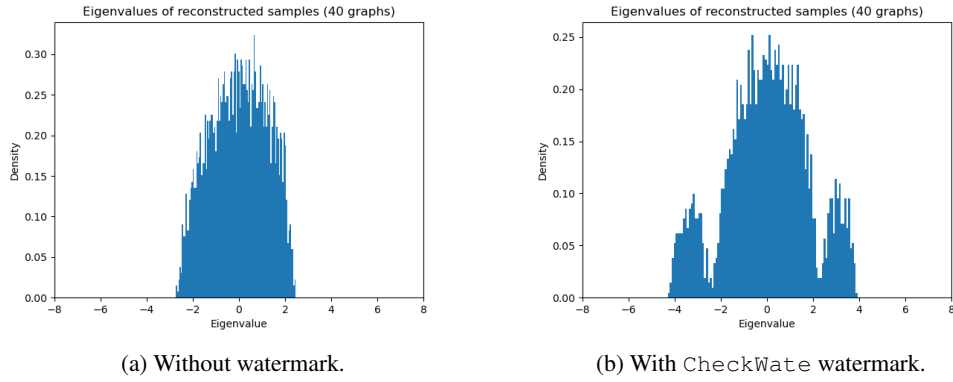 Eigenvalues of reconstructed samples (40 graphs)
Density
0.30
0.25
0.20
0.15
0.10
0.05
0.00
−8 −6 −4 −2 0 2 4 6 8
Eigenvalue
(a) Without watermark.
Eigenvalues of reconstructed samples (40 graphs)
Density
0.25
0.20
0.15
0.10
0.05
0.00
−8 −6 −4 −2 0 2 4 6 8
Eigenvalue
(b) With CheckWate watermark.